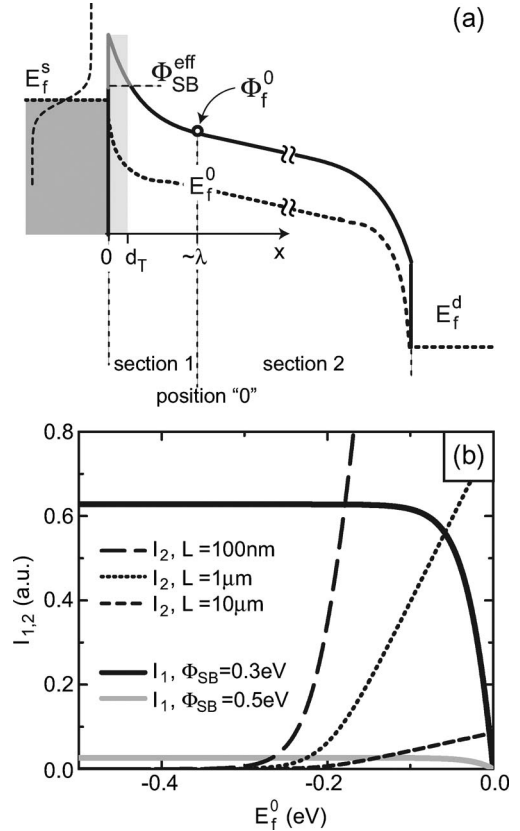 (a)
E_f^s
Φ_SB^eff
Φ_f^0
E_f^0
0 d_T ~λ x
E_f^d
section 1 section 2
position "0"
(b)
0.8
0.6
0.4
0.2
0.0
I_1,2 (a.u.)
I_2, L =100nm
I_2, L =1μm
I_2, L =10μm
I_1, Φ_SB=0.3eV
I_1, Φ_SB=0.5eV
-0.4 -0.2 0.0
E_f^0 (eV)